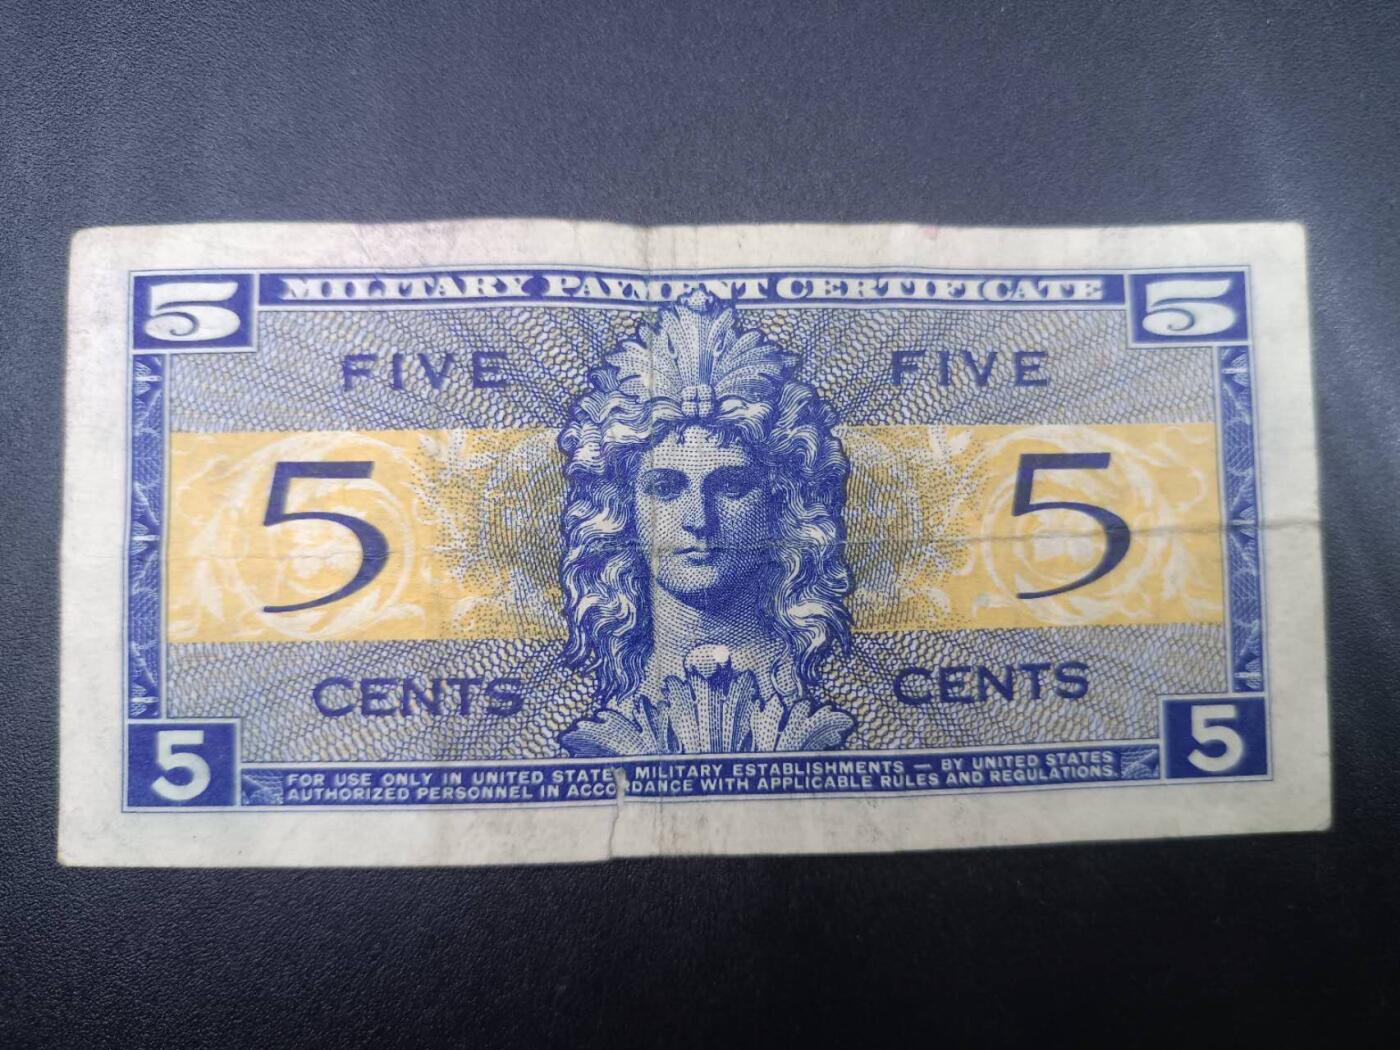 5 MILITARY PAYMENT CERTIFICATE 5
FIVE FIVE
5 5
CENTS CENTS
5 5
FOR USE ONLY IN UNITED STATES MILITARY ESTABLISHMENTS — BY UNITED STATES
AUTHORIZED PERSONNEL IN ACCORDANCE WITH APPLICABLE RULES AND REGULATIONS.